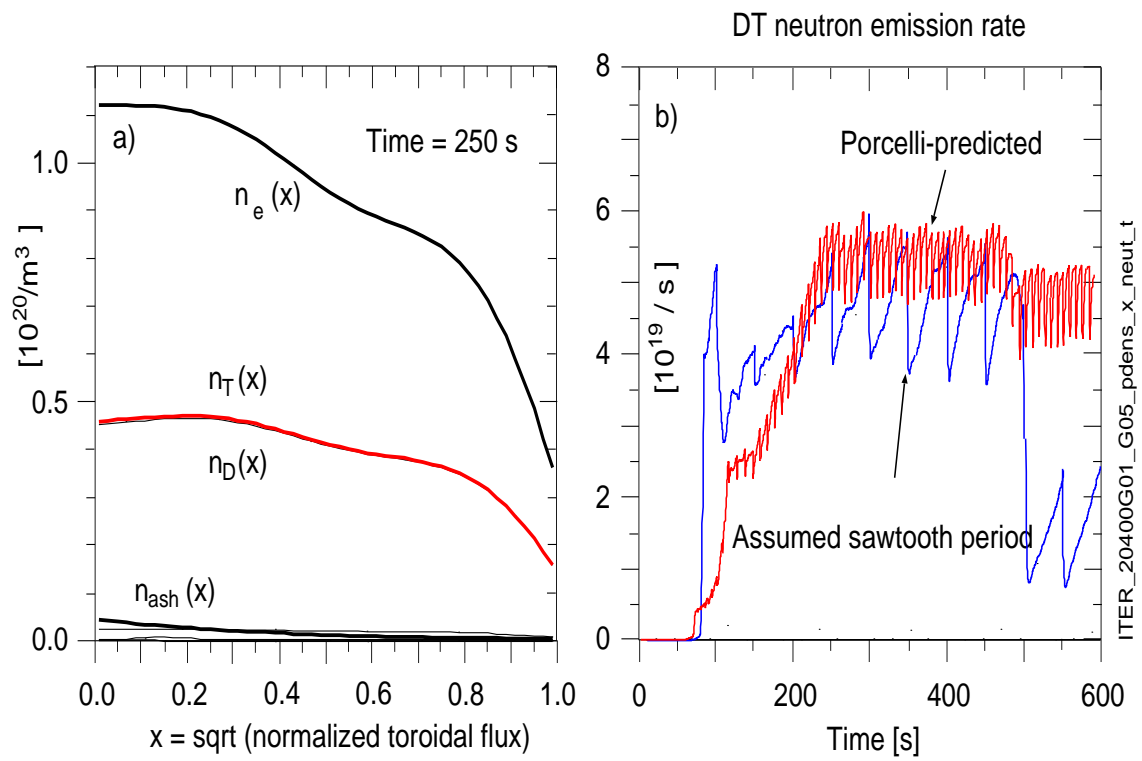 DT neutron emission rate
a)
Time = 250 s
n_e (x)
n_T(x)
n_D(x)
n_ash (x)
[10^20/m^3]
1.0
0.5
0.0
0.0 0.2 0.4 0.6 0.8 1.0
x = sqrt (normalized toroidal flux)
b)
Porcelli-predicted
Assumed sawtooth period
[10^19 / s]
8
6
4
2
0
0 200 400 600
Time [s]
ITER_20400G01_G05_pdens_x_neut_t